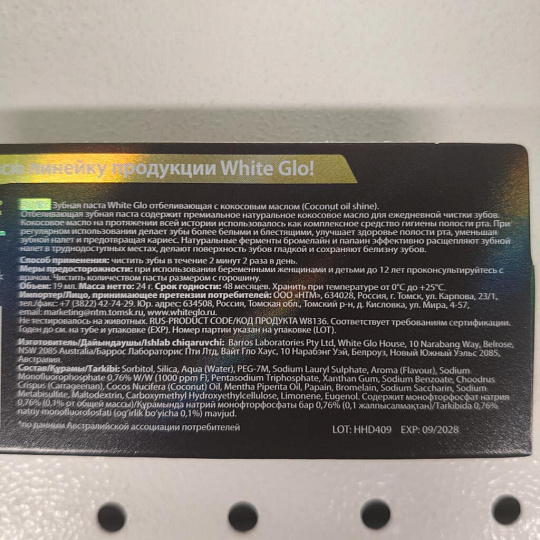 линейку продукции White Glo!
Зубная паста White Glo отбеливающая с кокосовым маслом (Coconut oil shine).
Отбеливающая зубная паста содержит премиальное натуральное кокосовое масло для ежедневной чистки зубов.
Кокосовое масло на протяжении всей истории использовалось как комплексное средство гигиены полости рта. При
регулярном использовании делает зубы более белыми и блестящими, улучшает здоровье полости рта, уменьшая
зубной налет и предотвращая кариес. Натуральные ферменты бромелайн и папаин эффективно расщепляют зубной
налет в труднодоступных местах, делают поверхность зубов гладкой и сохраняют здоровье зубов.
Способ применения: чистить зубы в течение 2 минут 2 раза в день.
Меры предосторожности: при использовании беременными женщинами и детьми до 12 лет проконсультируйтесь с
врачом. Чистить количеством пасты размером с горошину.
Объем: 19 мл. Масса нетто: 24 г. Срок годности: 48 месяцев. Хранить при температуре от 0°C до +25°C.
Импортер/Лицо, принимающее претензии потребителей: ООО «НТМ», 634028, Россия, г. Томск, ул. Карпова, 23/1,
тел./факс: +7 (3822) 42-74-29. Юр. адрес: 634508, Россия, Томская обл., Томский р-н, д. Кисловка, ул. Мира, 4-57,
email: marketing@ntm.tomsk.ru, www.whiteglo.ru.
Не тестировалось на животных. RUS-PRODUCT CODE/КОД ПРОДУКТА W8136. Соответствует требованиям сертификации.
Годен до см. на тубе и упаковке (EXP). Номер партии указан на упаковке (LOT).
Изготовитель/Дайындаушы/Ishlab chiqaruvchi: Barros Laboratories Pty Ltd, White Glo House, 10 Narabang Way, Belrose,
NSW 2085 Australia/Баррос Лабораторис Пти Лтд, Вайт Гло Хаус, 10 Нарабэнг Уэй, Белроуз, Новый Южный Уэльс 2085,
Австралия.
Состав/Құрамы/Tarkibi: Sorbitol, Silica, Aqua (Water), PEG-7M, Sodium Lauryl Sulphate, Aroma (Flavour), Sodium
Monofluorophosphate 0,76% W/W (1000 ppm F), Pentasodium Triphosphate, Xanthan Gum, Sodium Benzoate, Chondrus
Crispus (Carrageenan), Cocos Nucifera (Coconut) Oil, Mentha Piperita Oil, Papain, Bromelain, Sodium Saccharin, Sodium
Metabisulfite, Maltodextrin, Carboxymethyl Hydroxyethylcellulose, Limonene, Eugenol. Содержит монофторфосфат натрия
0,76% (0,1% от общей массы)/Құрамында натрий монофторфосфаты бар 0,76% (0,1 жалпысалмақтан)/Tarkibida 0,76%
natriy monofluorofosfati (og'irlik bo'yicha 0,1%) mavjud.
*по данным Австралийской ассоциации потребителей
LOT: HHD409 EXP: 09/2028